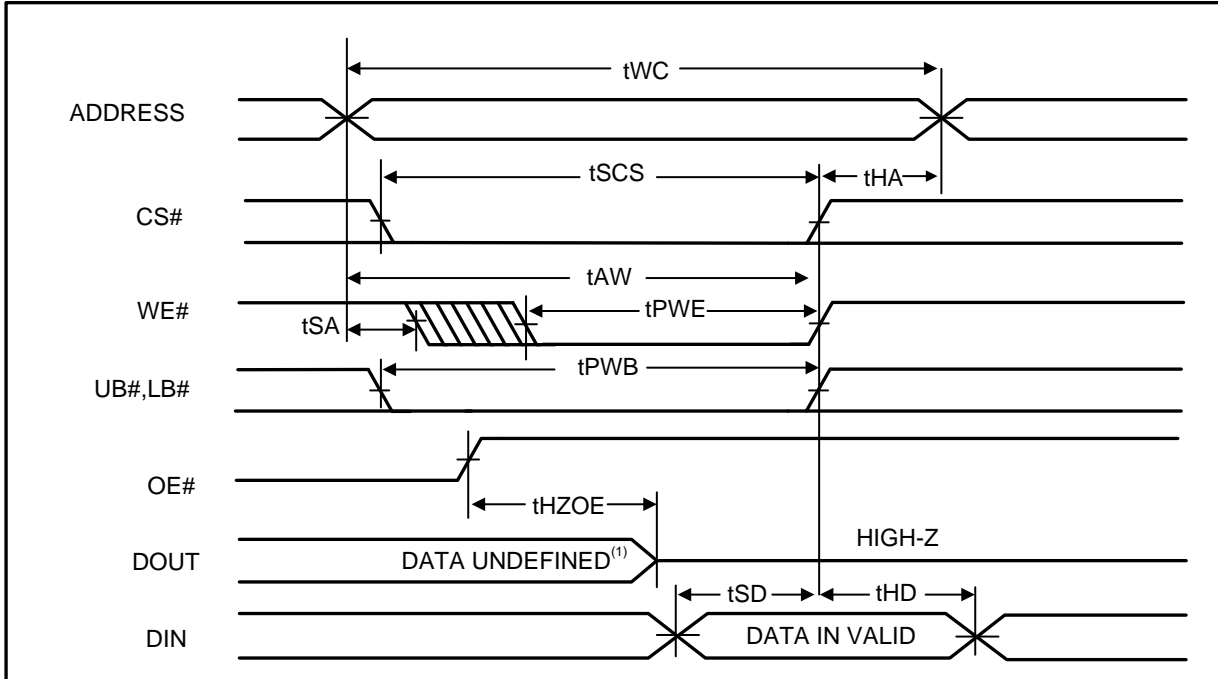 tWC
ADDRESS
tSCS
tHA
CS#
tAW
WE#
tSA
tPWE
tPWB
UB#,LB#
OE#
tHZOE
HIGH-Z
DOUT
DATA UNDEFINED(1)
tSD
tHD
DIN
DATA IN VALID